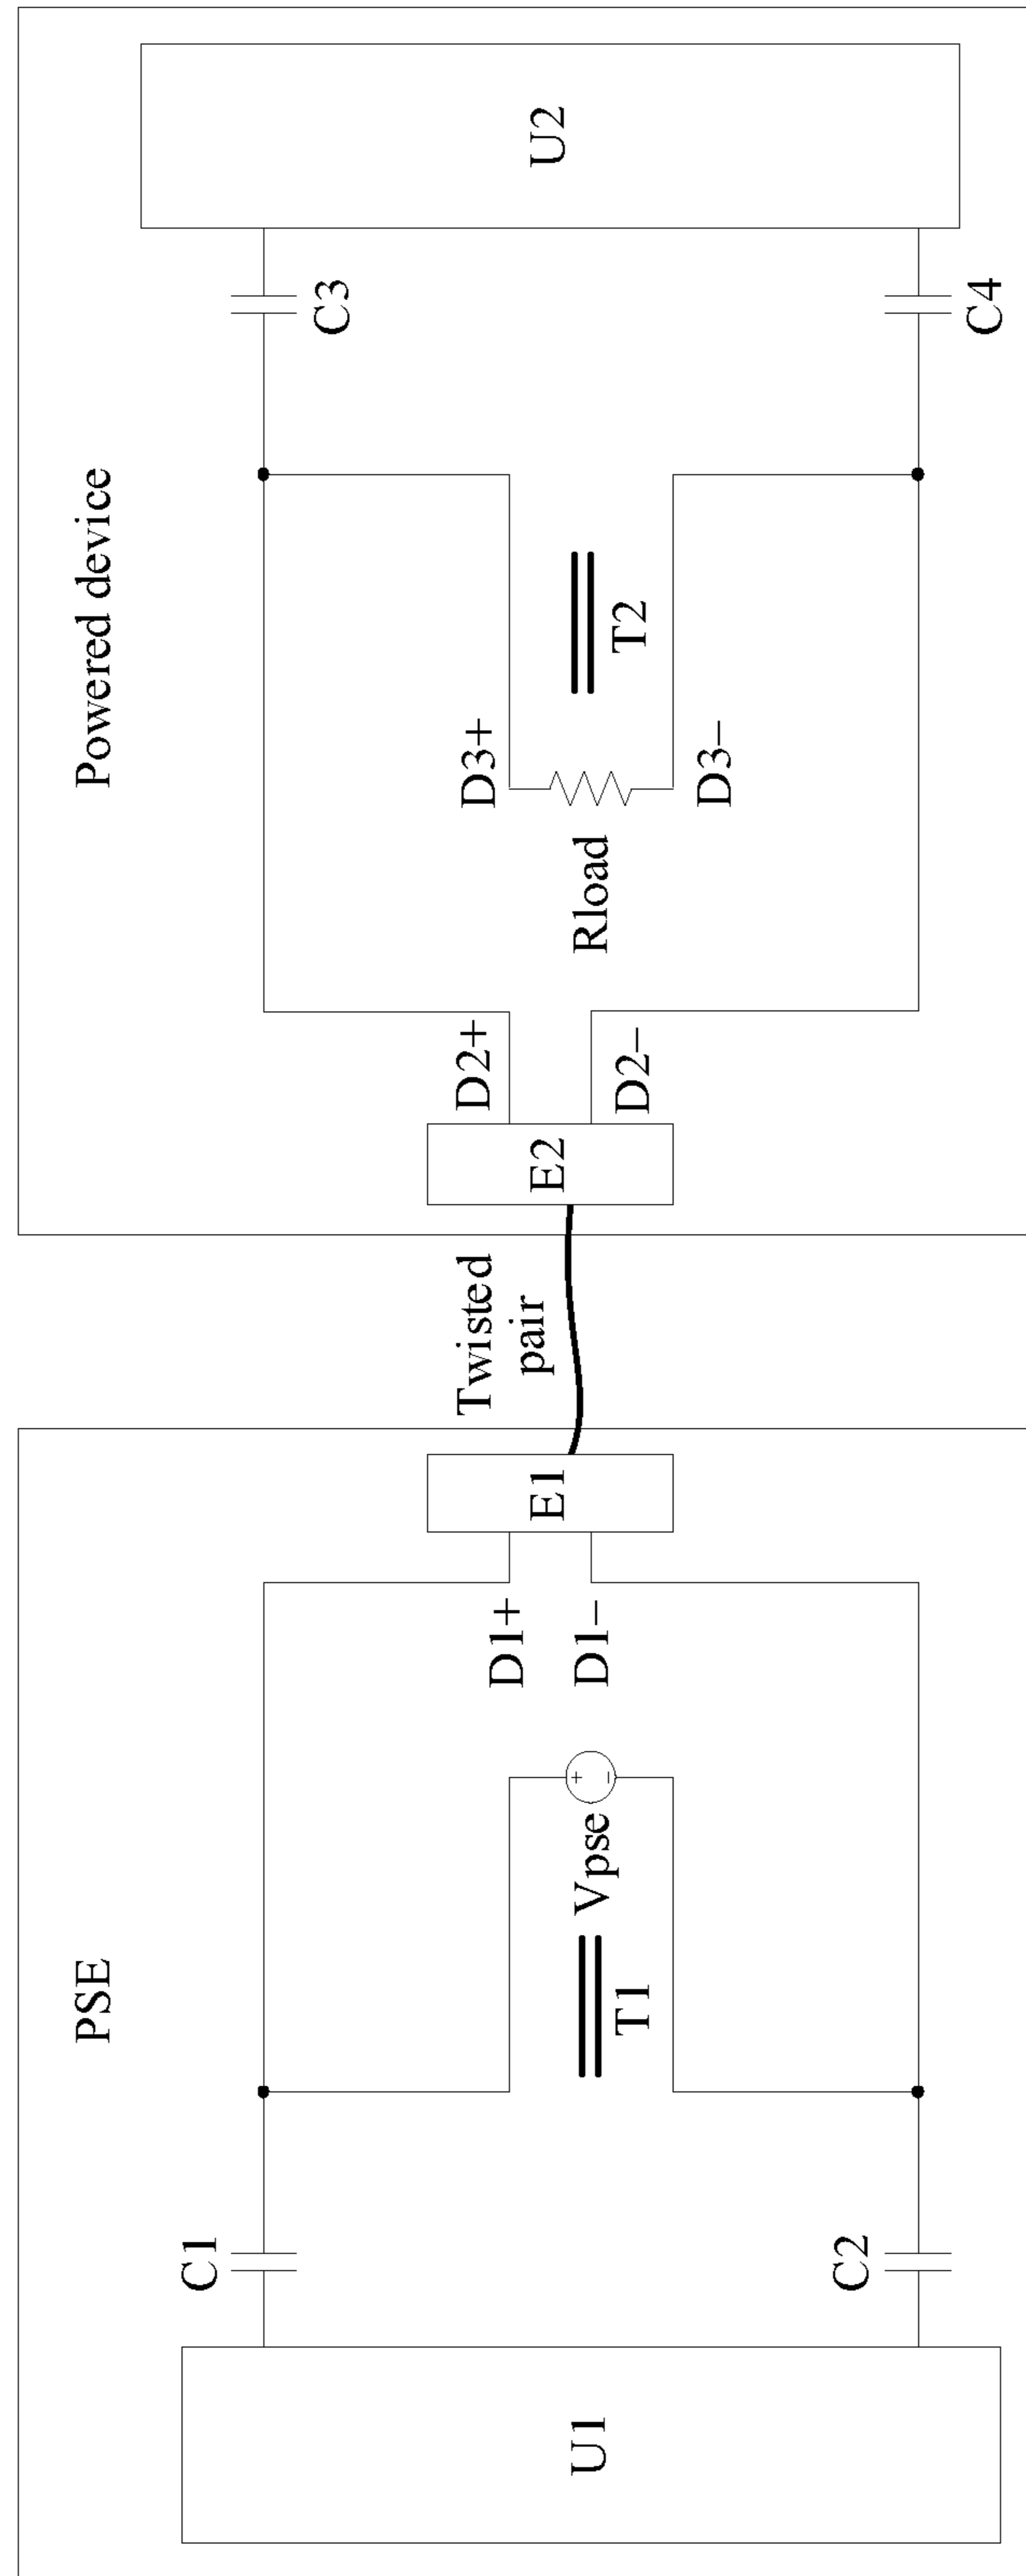 PSE
Powered device
C1
C3
D1+
Twisted
pair
D2+
D3+
U1
Vpse
E1
E2
Rload
U2
+
−
T1
D1−
D2−
T2
D3−
C2
C4